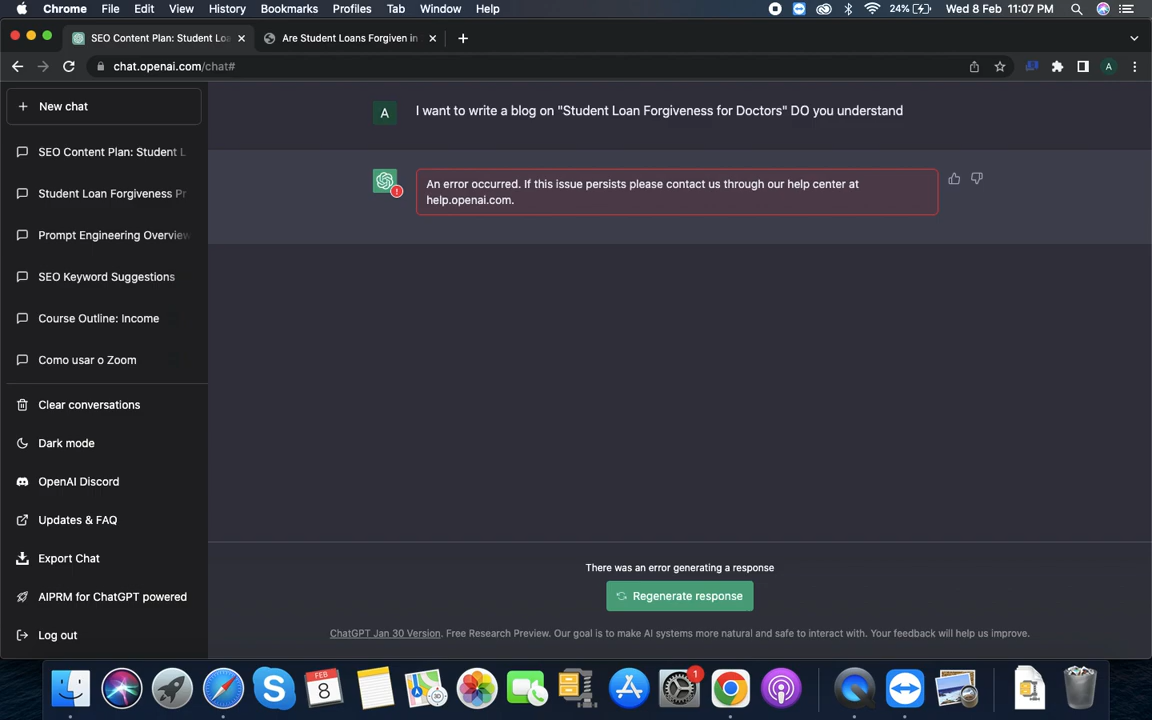 Chrome File Edit View History Bookmarks Profiles Tab Window Help 24% Wed 8 Feb 11:07 PM
SEO Content Plan: Student Loa
Are Student Loans Forgiven in
chat.openai.com/chat#
A
New chat
SEO Content Plan: Student L
Student Loan Forgiveness Pr
Prompt Engineering Overview
SEO Keyword Suggestions
Course Outline: Income
Como usar o Zoom
Clear conversations
Dark mode
OpenAI Discord
Updates & FAQ
Export Chat
AIPRM for ChatGPT powered
Log out
A
I want to write a blog on "Student Loan Forgiveness for Doctors" DO you understand
An error occurred. If this issue persists please contact us through our help center at
help.openai.com.
There was an error generating a response
Regenerate response
ChatGPT Jan 30 Version. Free Research Preview. Our goal is to make AI systems more natural and safe to interact with. Your feedback will help us improve.
FEB
8
1